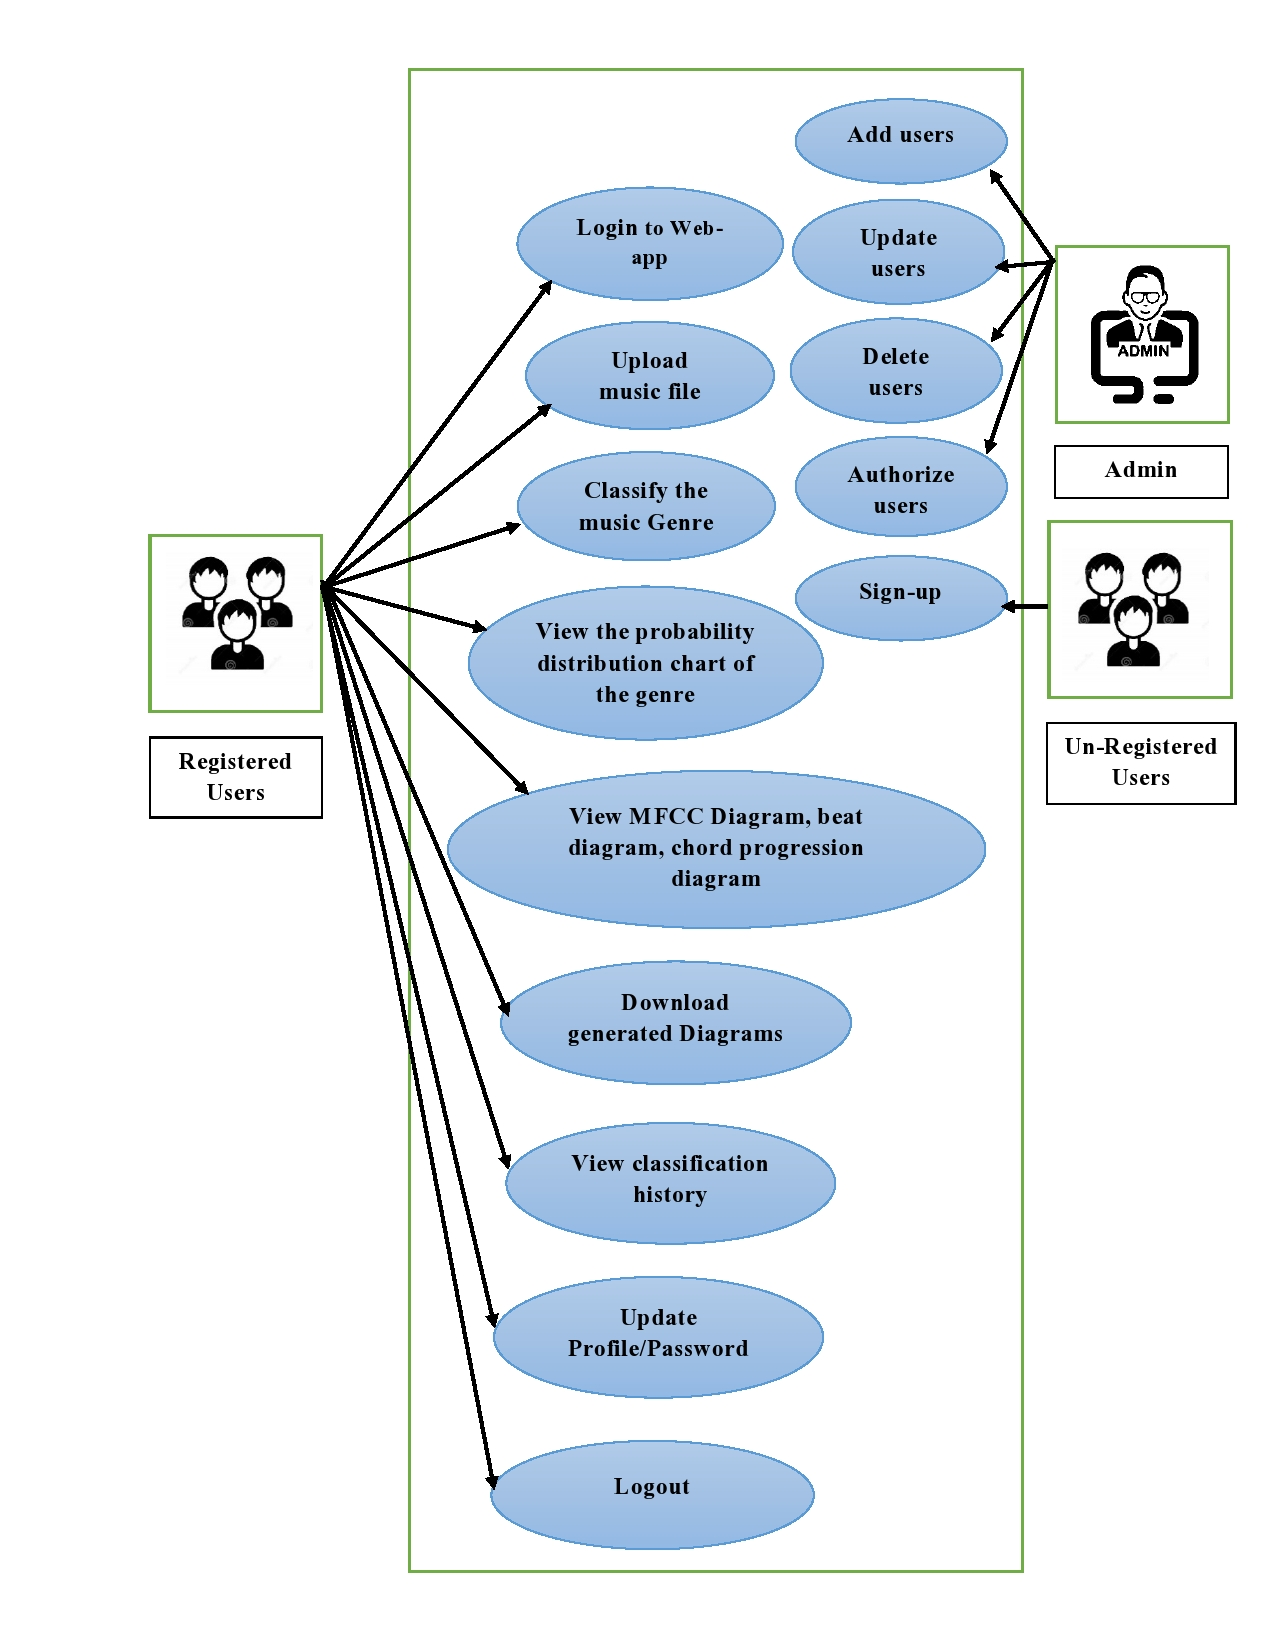 Add users
Login to Web-
app
Update
users
Upload
music file
Delete
users
ADMIN
Admin
Classify the
music Genre
Authorize
users
Sign-up
View the probability
distribution chart of
the genre
Registered
Users
Un-Registered
Users
View MFCC Diagram, beat
diagram, chord progression
diagram
Download
generated Diagrams
View classification
history
Update
Profile/Password
Logout